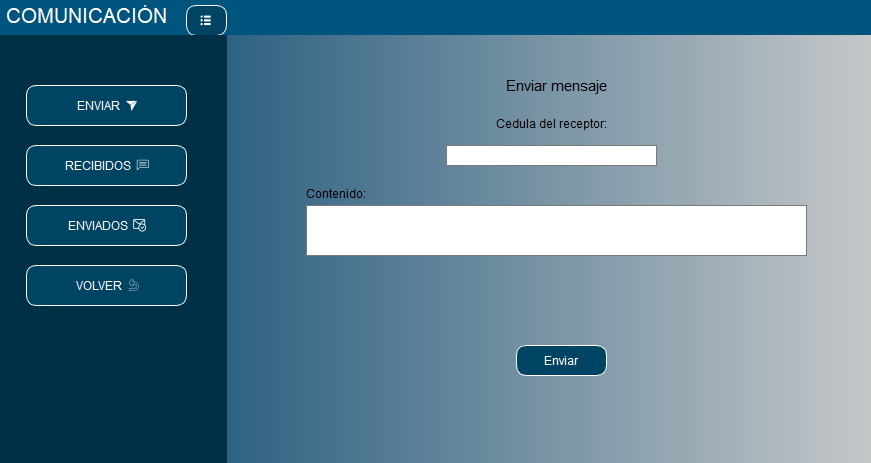 COMUNICACIÓN
ENVIAR
RECIBIDOS
ENVIADOS
VOLVER
Enviar mensaje
Cedula del receptor:
Contenido:
Enviar